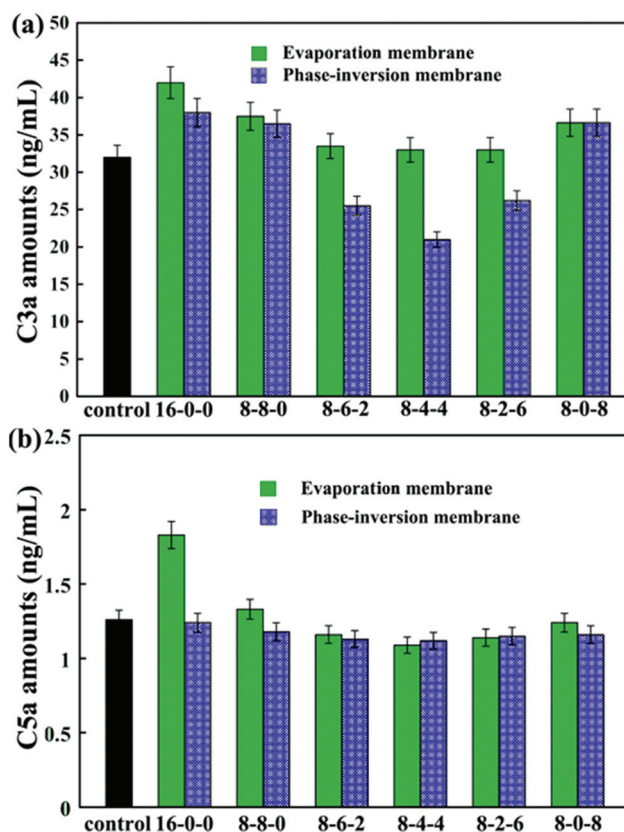 (a)
50
45
40
35
30
25
20
15
10
5
0
C3a amounts (ng/mL)
Evaporation membrane
Phase-inversion membrane
control 16-0-0 8-8-0 8-6-2 8-4-4 8-2-6 8-0-8
(b)
2.5
2
1.5
1
0.5
0
C5a amounts (ng/mL)
Evaporation membrane
Phase-inversion membrane
control 16-0-0 8-8-0 8-6-2 8-4-4 8-2-6 8-0-8